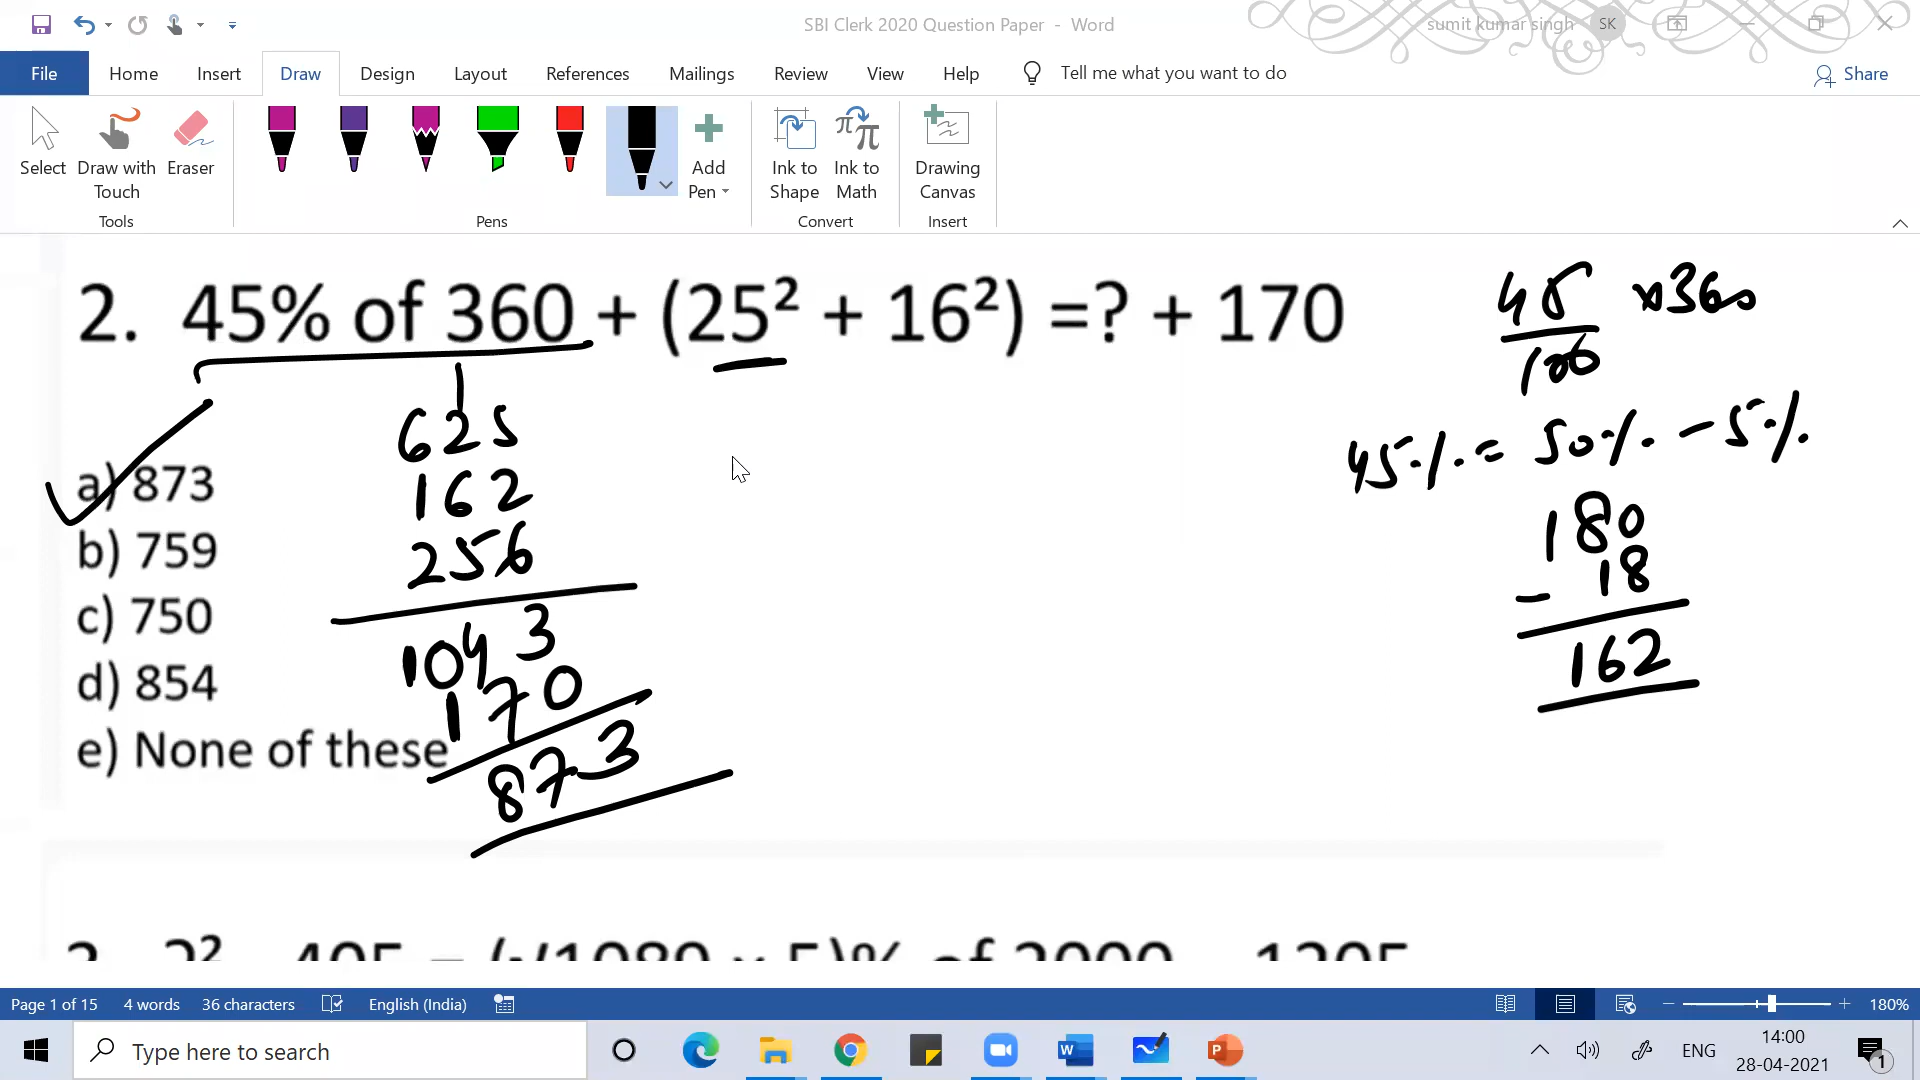 SBI Clerk 2020 Question Paper - Word
sumit kumar singh SK
File Home Insert Draw Design Layout References Mailings Review View Help Tell me what you want to do Share
Select Draw with Touch Eraser Add Pen Ink to Shape Ink to Math Drawing Canvas
Tools Pens Convert Insert
2. 45% of 360 + (25² + 16²) =? + 170
a) 873
b) 759
c) 750
d) 854
e) None of these
625
162
256
1043
170
873
45 × 360
100
45% = 50% - 5%
180
- 18
162
Page 1 of 15 4 words 36 characters English (India) 180%
Type here to search
ENG
14:00
28-04-2021
1